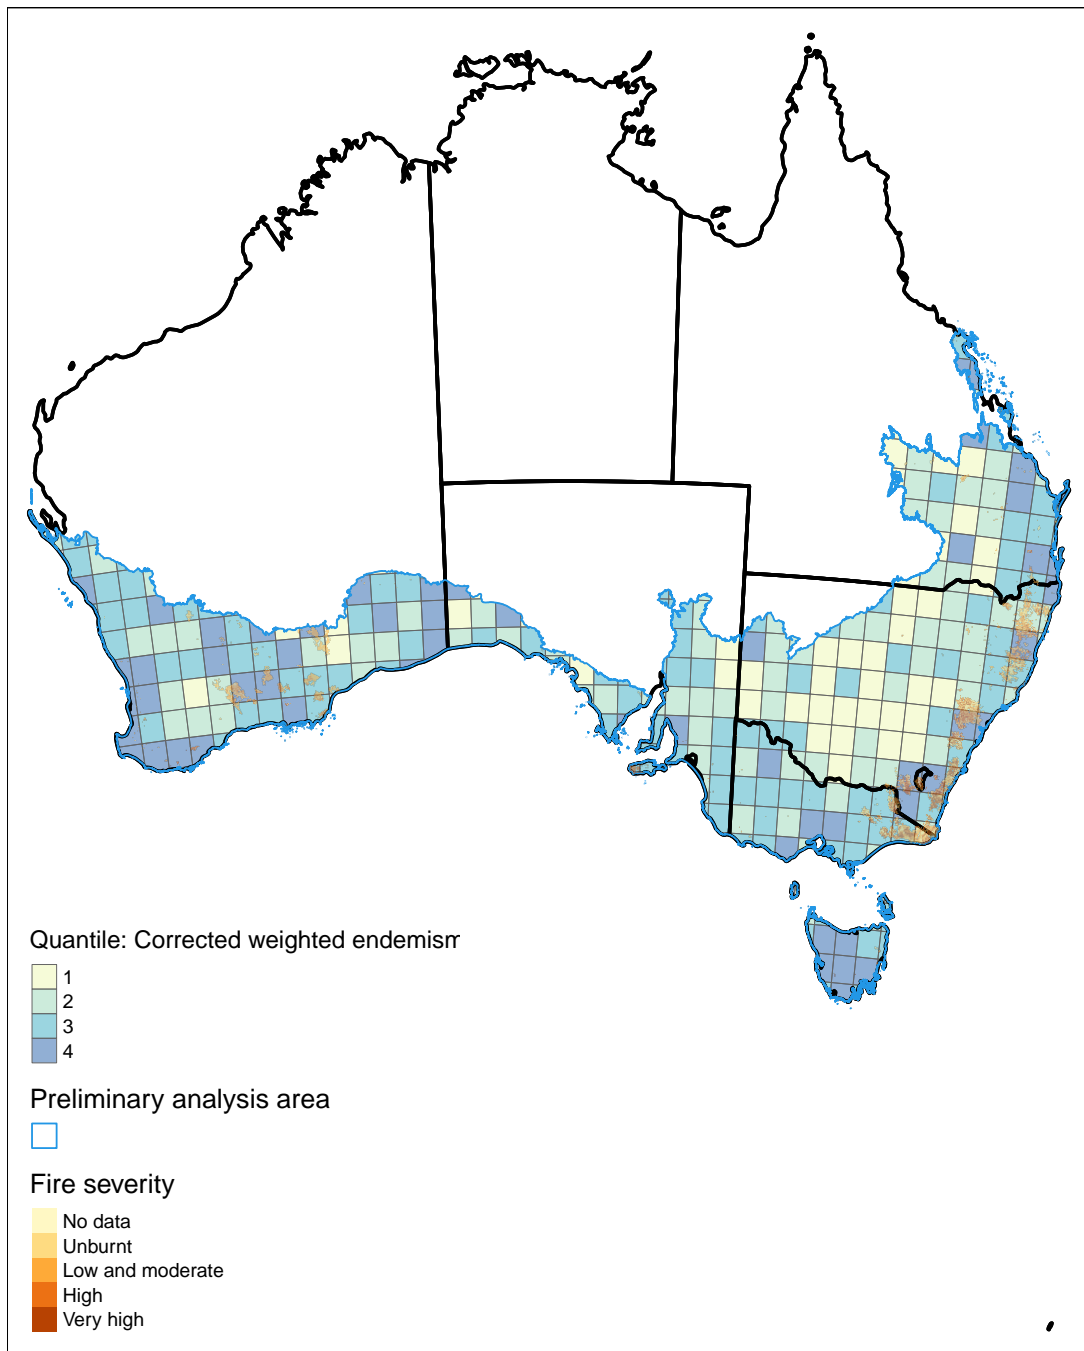 Quantile: Corrected weighted endemism
1
2
3
4
Preliminary analysis area
Fire severity
No data
Unburnt
Low and moderate
High
Very high